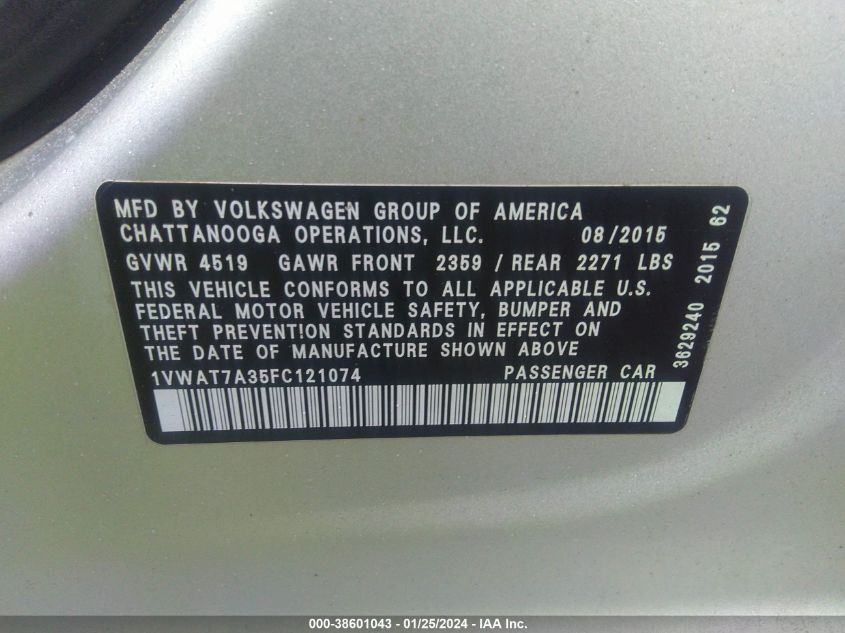 MFD BY VOLKSWAGEN GROUP OF AMERICA
CHATTANOOGA OPERATIONS, LLC. 08/2015
GVWR 4519 GAWR FRONT 2359 / REAR 2271 LBS
THIS VEHICLE CONFORMS TO ALL APPLICABLE U.S.
FEDERAL MOTOR VEHICLE SAFETY, BUMPER AND
THEFT PREVENTION STANDARDS IN EFFECT ON
THE DATE OF MANUFACTURE SHOWN ABOVE
1VWAT7A35FC121074 PASSENGER CAR
3629240 2015 62
000-38601043 - 01/25/2024 - IAA Inc.